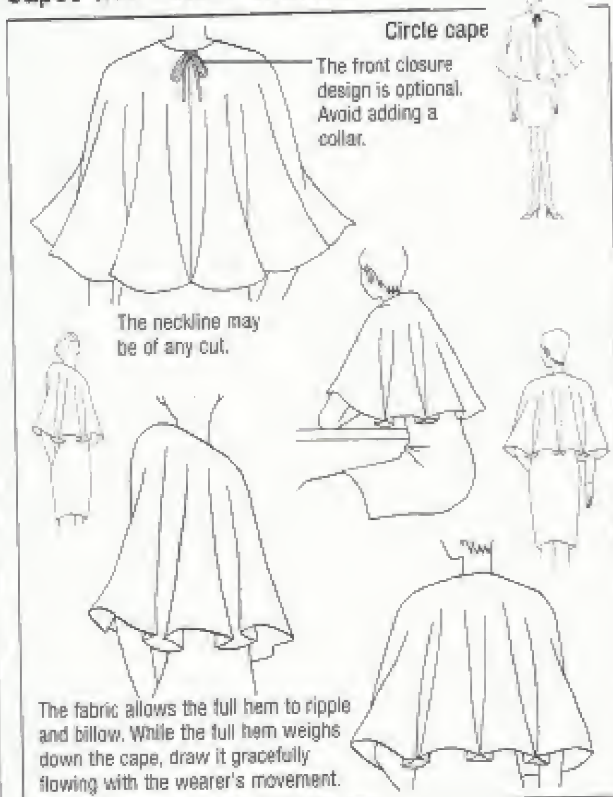 Circle cape
The front closure
design is optional.
Avoid adding a
collar.
The neckline may
be of any cut.
The fabric allows the full hem to ripple
and billow. While the full hem weighs
down the cape, draw it gracefully
flowing with the wearer's movement.